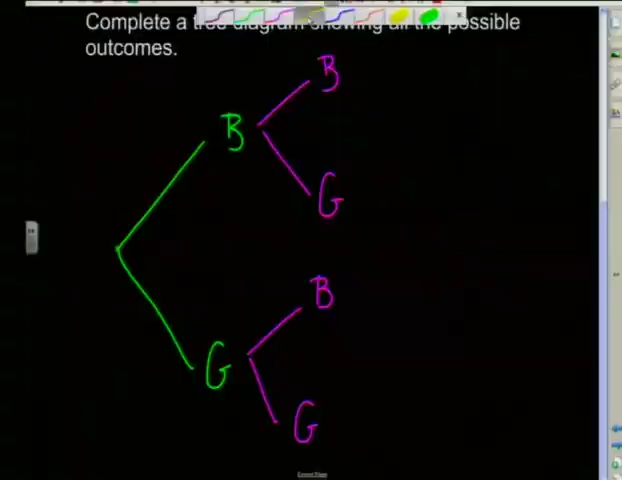 Complete a tree diagram showing all the possible
outcomes.
B
B
G
B
G
G